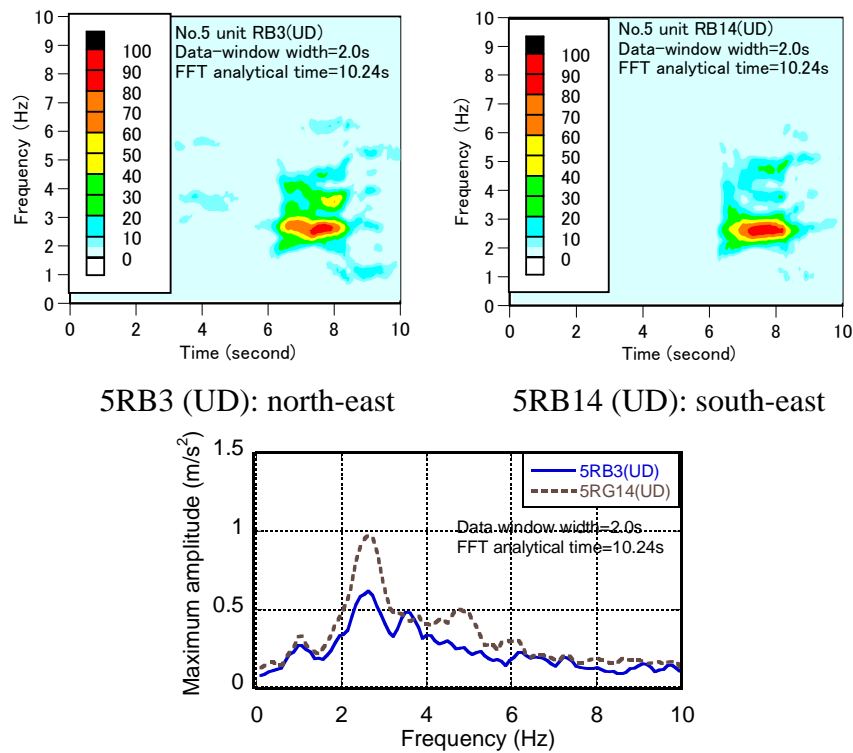 10
9
8
7
6
5
4
3
2
1
0
Frequency (Hz)
100
90
80
70
60
50
40
30
20
10
0
No.5 unit RB3(UD)
Data-window width=2.0s
FFT analytical time=10.24s
0 2 4 6 8 10
Time (second)
10
9
8
7
6
5
4
3
2
1
0
Frequency (Hz)
100
90
80
70
60
50
40
30
20
10
0
No.5 unit RB14(UD)
Data-window width=2.0s
FFT analytical time=10.24s
0 2 4 6 8 10
Time (second)
5RB3 (UD): north-east
5RB14 (UD): south-east
Maximum amplitude (m/s²)
1.5
1
0.5
0
5RB3(UD)
5RG14(UD)
Data window width=2.0s
FFT analytical time=10.24s
0 2 4 6 8 10
Frequency (Hz)